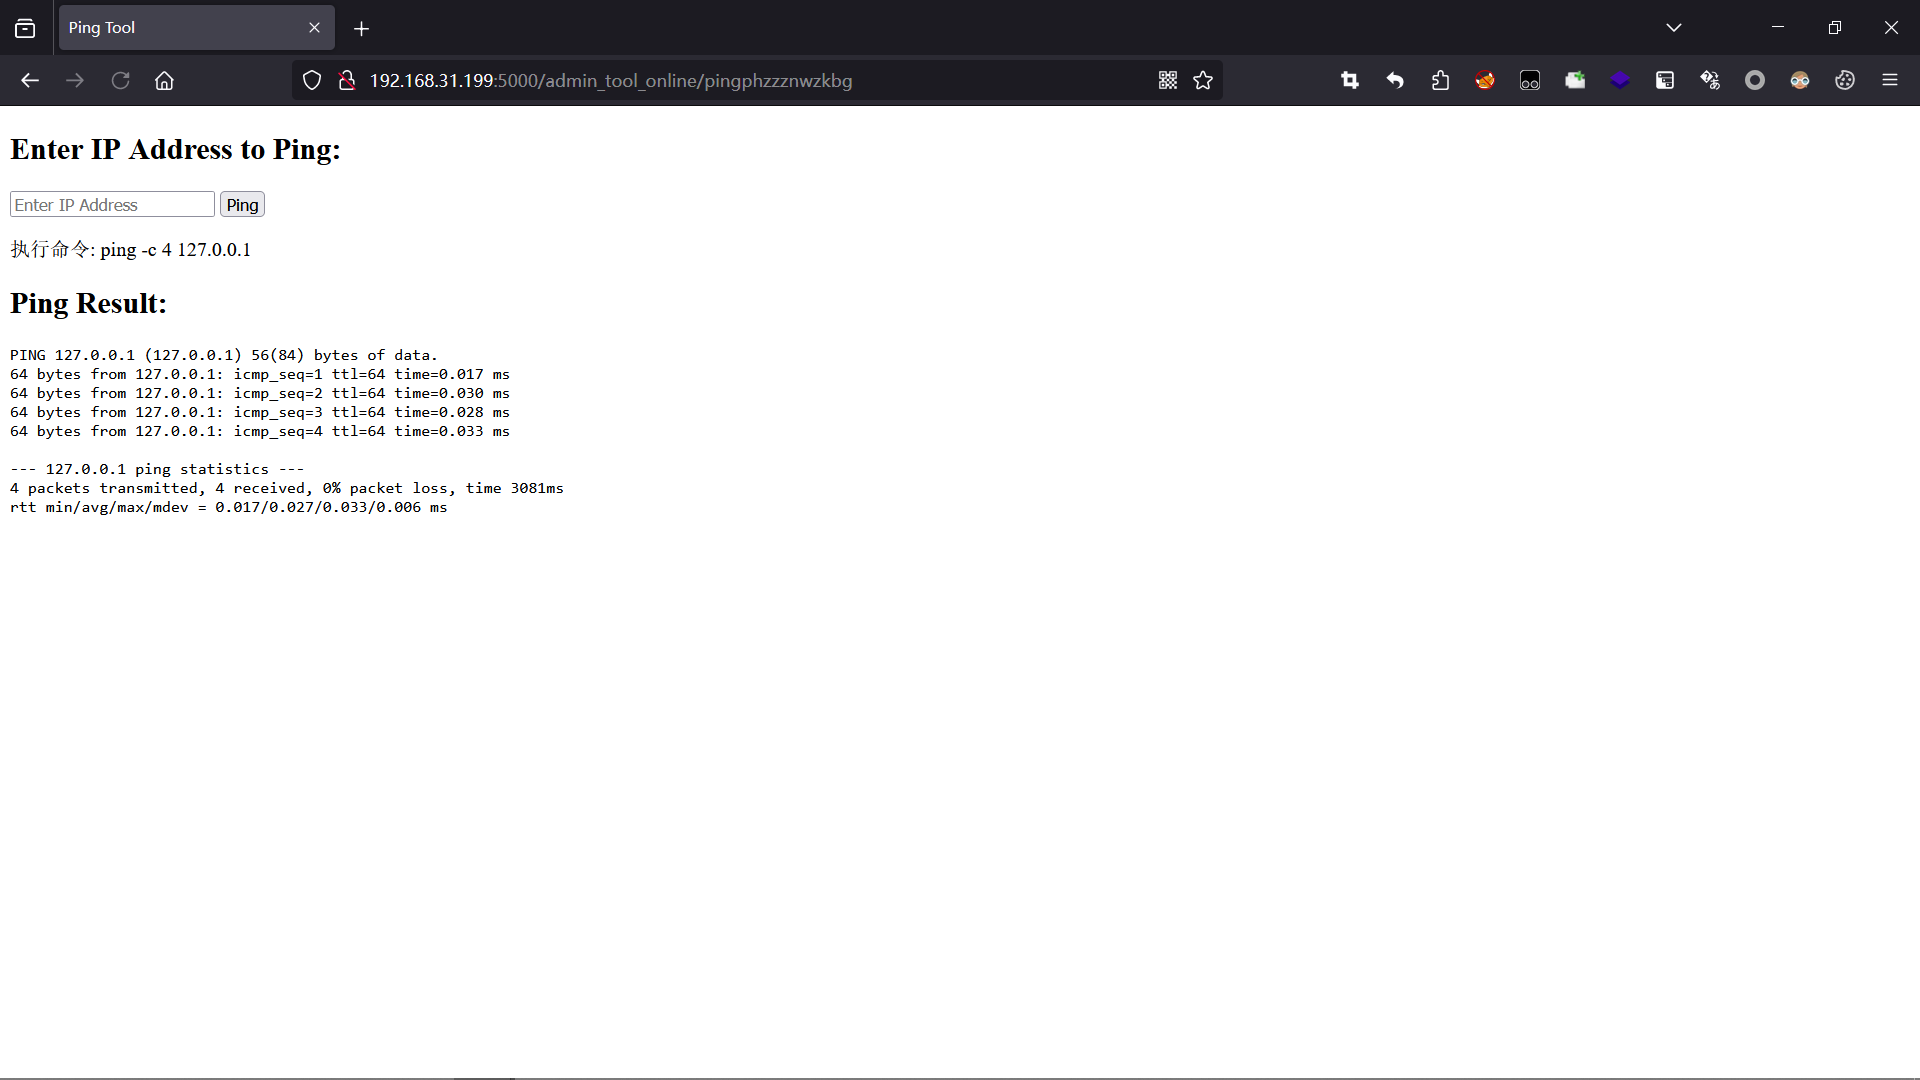 Ping Tool
192.168.31.199:5000/admin_tool_online/pingphzzznwzkbg
Enter IP Address to Ping:
Enter IP Address Ping
执行命令: ping -c 4 127.0.0.1
Ping Result:
PING 127.0.0.1 (127.0.0.1) 56(84) bytes of data.
64 bytes from 127.0.0.1: icmp_seq=1 ttl=64 time=0.017 ms
64 bytes from 127.0.0.1: icmp_seq=2 ttl=64 time=0.030 ms
64 bytes from 127.0.0.1: icmp_seq=3 ttl=64 time=0.028 ms
64 bytes from 127.0.0.1: icmp_seq=4 ttl=64 time=0.033 ms
--- 127.0.0.1 ping statistics ---
4 packets transmitted, 4 received, 0% packet loss, time 3081ms
rtt min/avg/max/mdev = 0.017/0.027/0.033/0.006 ms